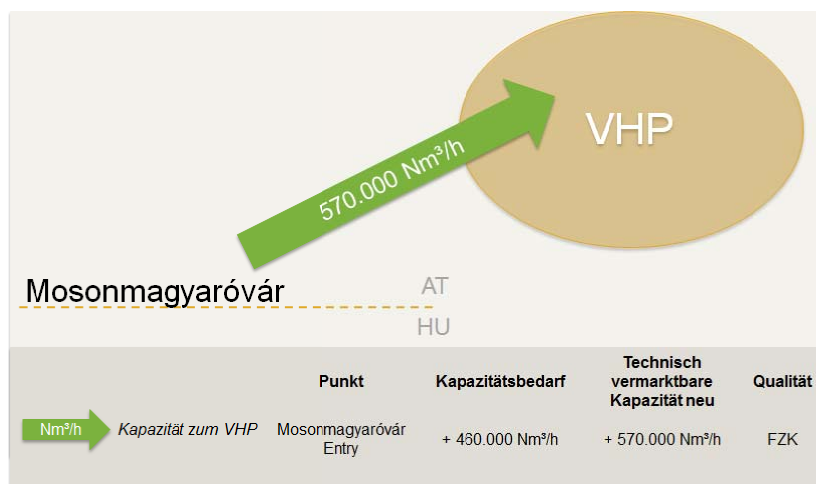 VHP
570.000 Nm³/h
Mosonmagyaróvár
AT
HU
Punkt
Kapazitätsbedarf
Technisch
vermarktbare
Kapazität neu
Qualität
Nm³/h
Kapazität zum VHP
Mosonmagyaróvár
Entry
+ 460.000 Nm³/h
+ 570.000 Nm³/h
FZK